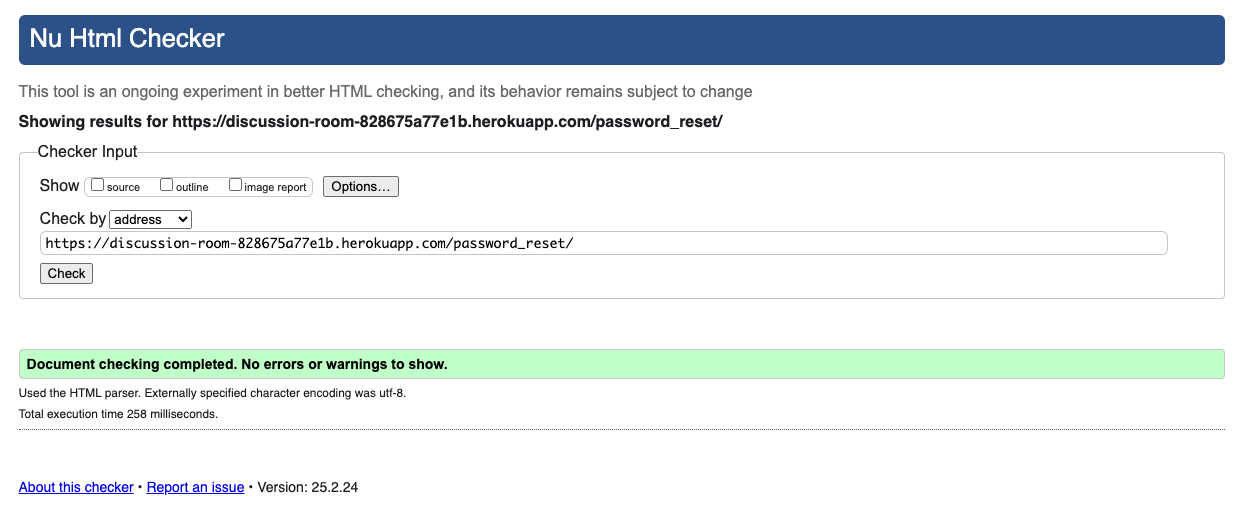 Nu Html Checker
This tool is an ongoing experiment in better HTML checking, and its behavior remains subject to change
Showing results for https://discussion-room-828675a77e1b.herokuapp.com/password_reset/
Checker Input
Show source outline image report Options...
Check by address
https://discussion-room-828675a77e1b.herokuapp.com/password_reset/
Check
Document checking completed. No errors or warnings to show.
Used the HTML parser. Externally specified character encoding was utf-8.
Total execution time 258 milliseconds.
About this checker • Report an issue • Version: 25.2.24